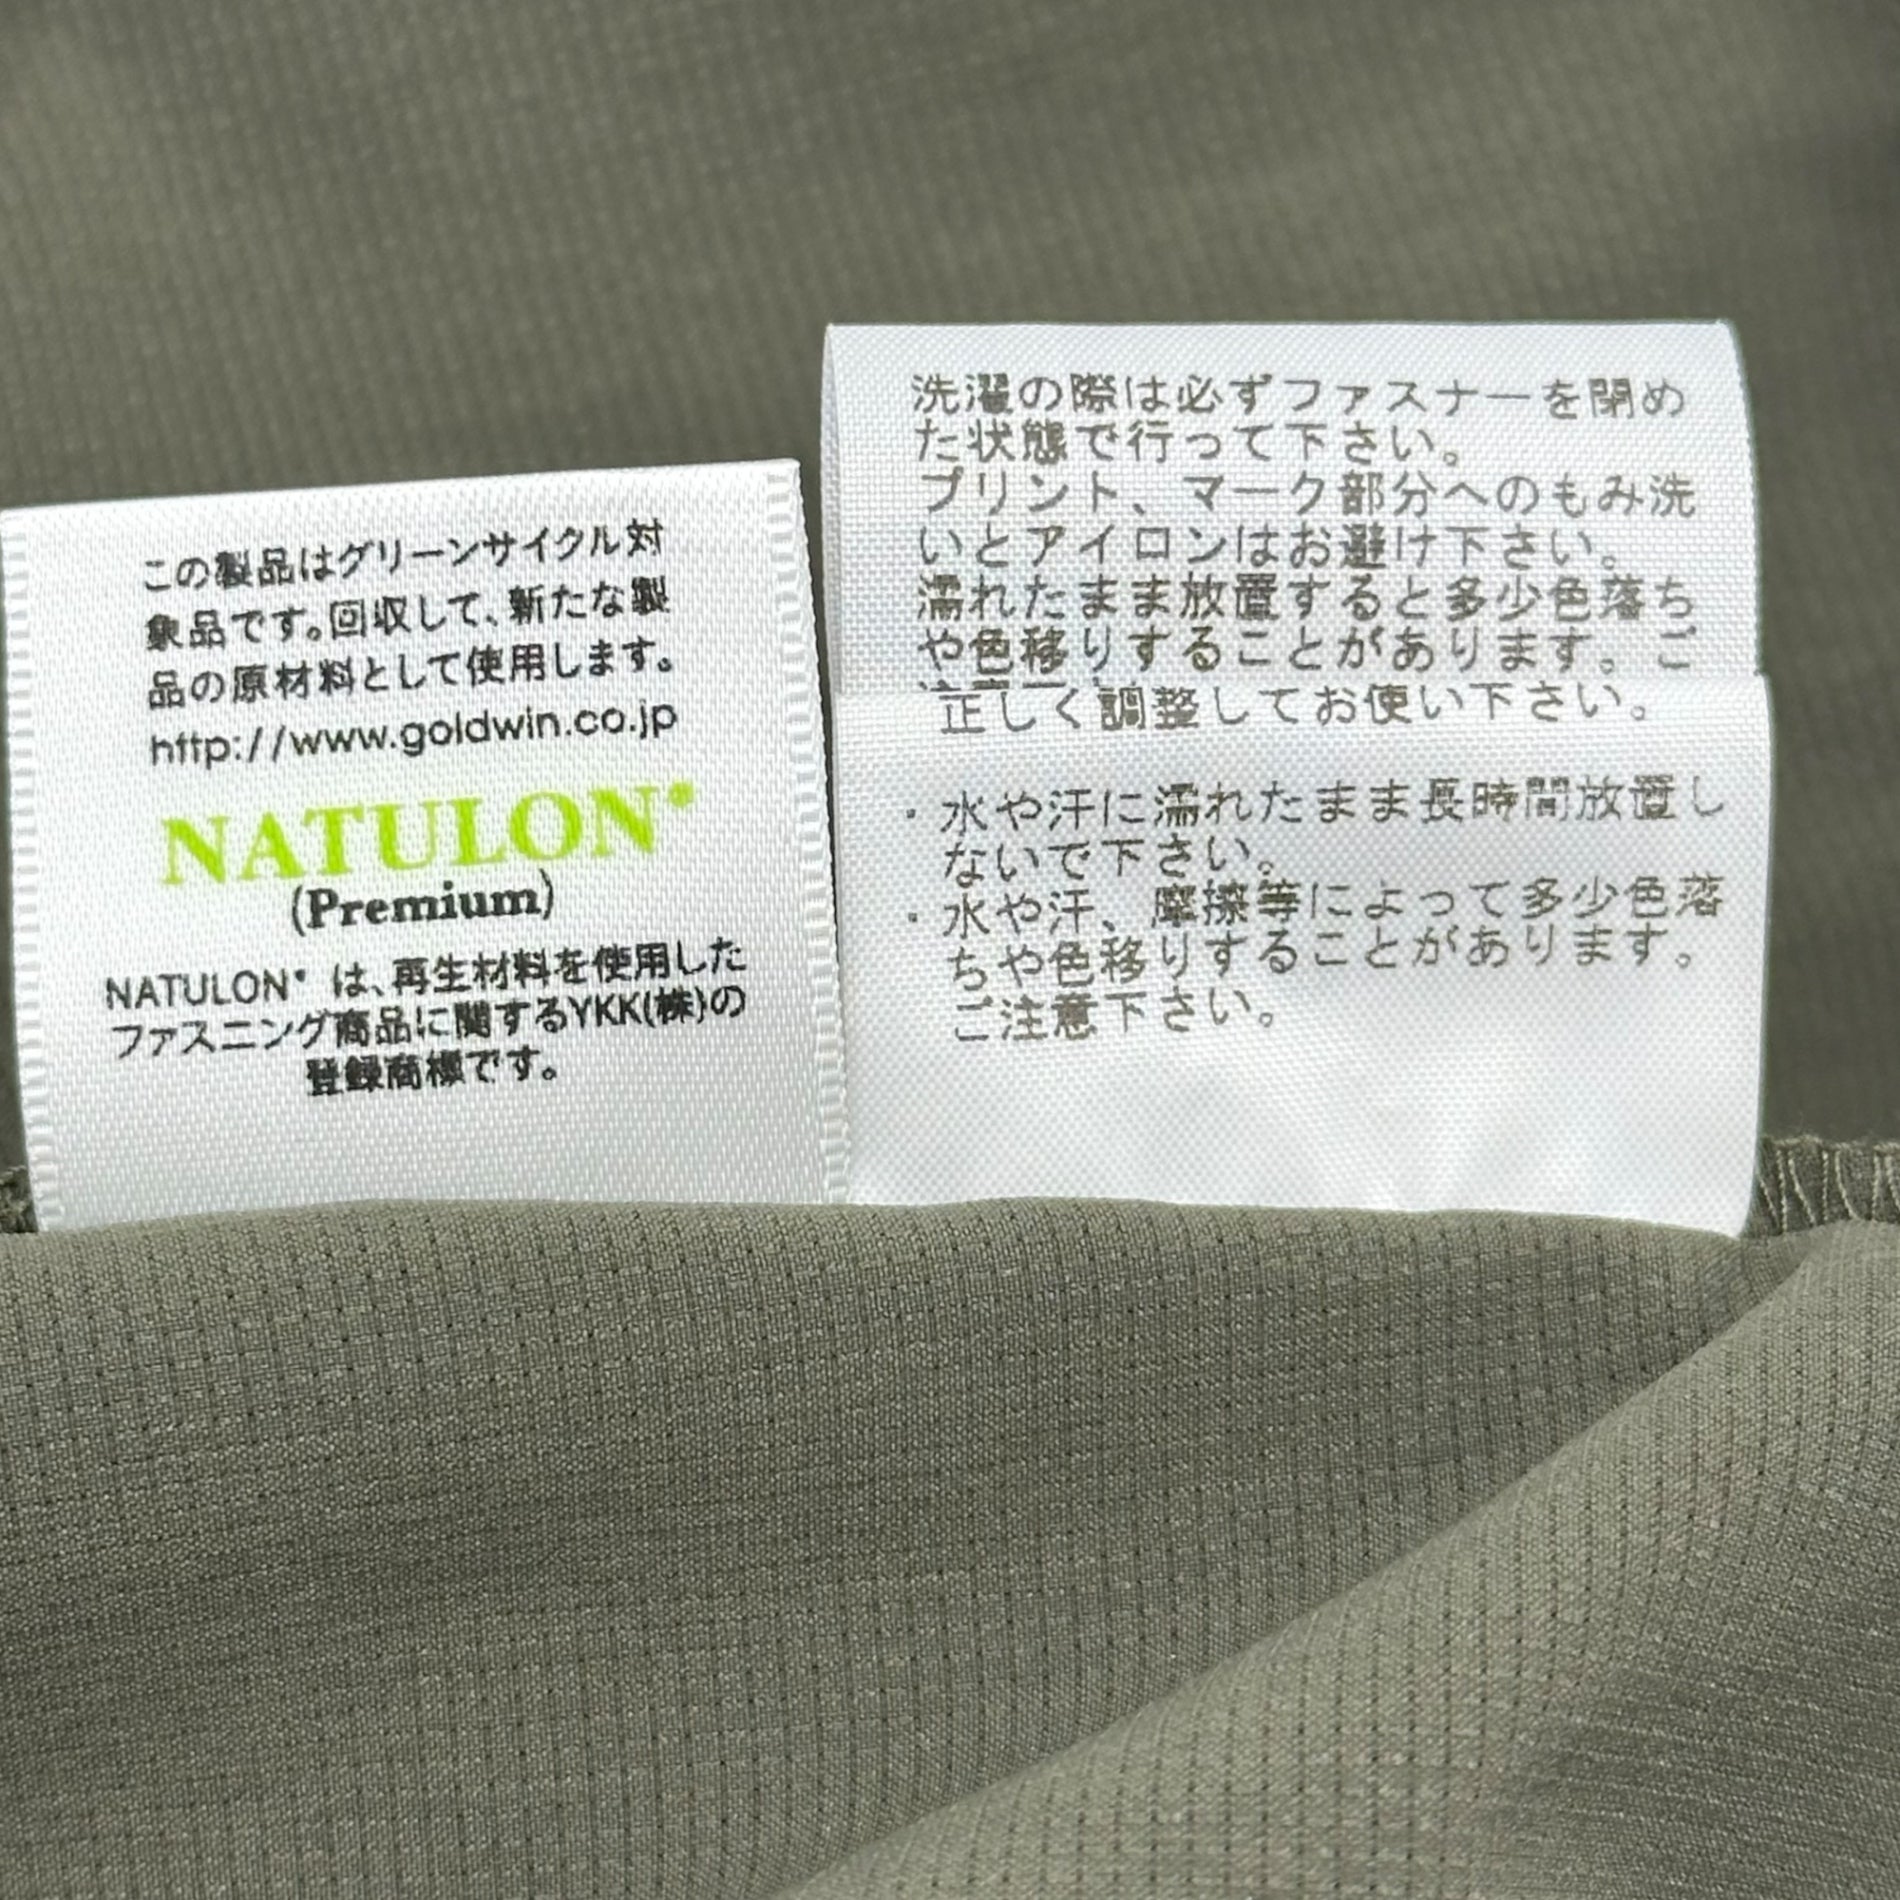 この製品はグリーンサイクル対
象品です。回収して、新たな製
品の原材料として使用します。
http://www.goldwin.co.jp
NATULON®
(Premium)
NATULON® は、再生材料を使用した
ファスニング商品に関するYKK(株)の
登録商標です。
洗濯の際は必ずファスナーを閉め
た状態で行って下さい。
プリント、マーク部分へのもみ洗
いとアイロンはお避け下さい。
濡れたまま放置すると多少色落ち
や色移りすることがあります。ご
正しく調整してお使い下さい。
・水や汗に濡れたまま長時間放置し
ないで下さい。
・水や汗、摩擦等によって多少色落
ちや色移りすることがあります。
ご注意下さい。